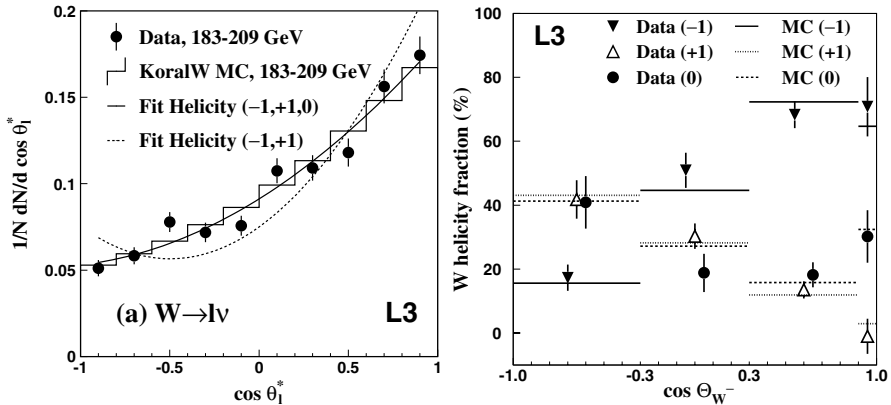 1/N dN/d cos θ*l
0.2
0.15
0.1
0.05
0
Data, 183-209 GeV
KoralW MC, 183-209 GeV
Fit Helicity (−1,+1,0)
Fit Helicity (−1,+1)
(a) W→lν
L3
-1
-0.5
0
0.5
1
cos θ*l
W helicity fraction (%)
100
80
60
40
20
0
L3
Data (−1)
MC (−1)
Data (+1)
MC (+1)
Data (0)
MC (0)
-1.0
-0.3
0.3
1.0
cos ΘW−